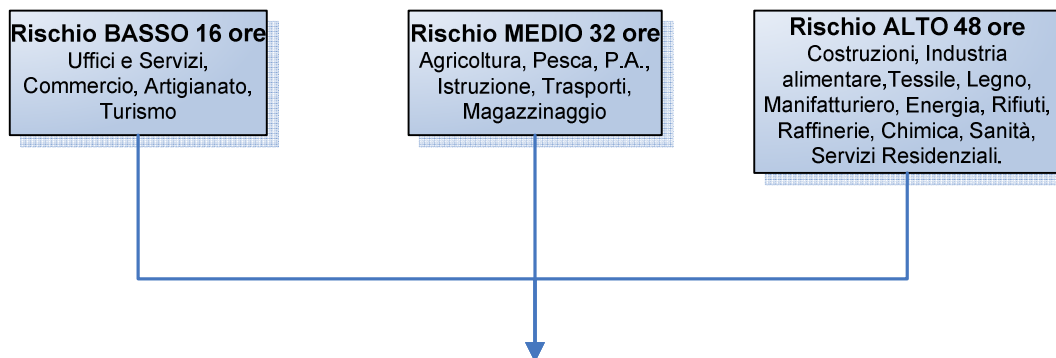 Rischio BASSO 16 ore
Uffici e Servizi,
Commercio, Artigianato,
Turismo
Rischio MEDIO 32 ore
Agricoltura, Pesca, P.A.,
Istruzione, Trasporti,
Magazzinaggio
Rischio ALTO 48 ore
Costruzioni, Industria
alimentare,Tessile, Legno,
Manifatturiero, Energia, Rifiuti,
Raffinerie, Chimica, Sanità,
Servizi Residenziali.